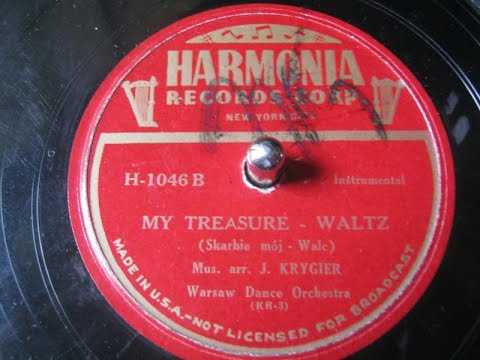 HARMONIA
RECORDS CORP.
NEW YORK CITY
H-1046 B
Instrumental
MY TREASURE - WALTZ
(Skarbie mój - Walc)
Mus. arr. J. KRYGIER
Warsaw Dance Orchestra
(KR-3)
MADE IN U.S.A.-NOT LICENSED FOR BROADCAST